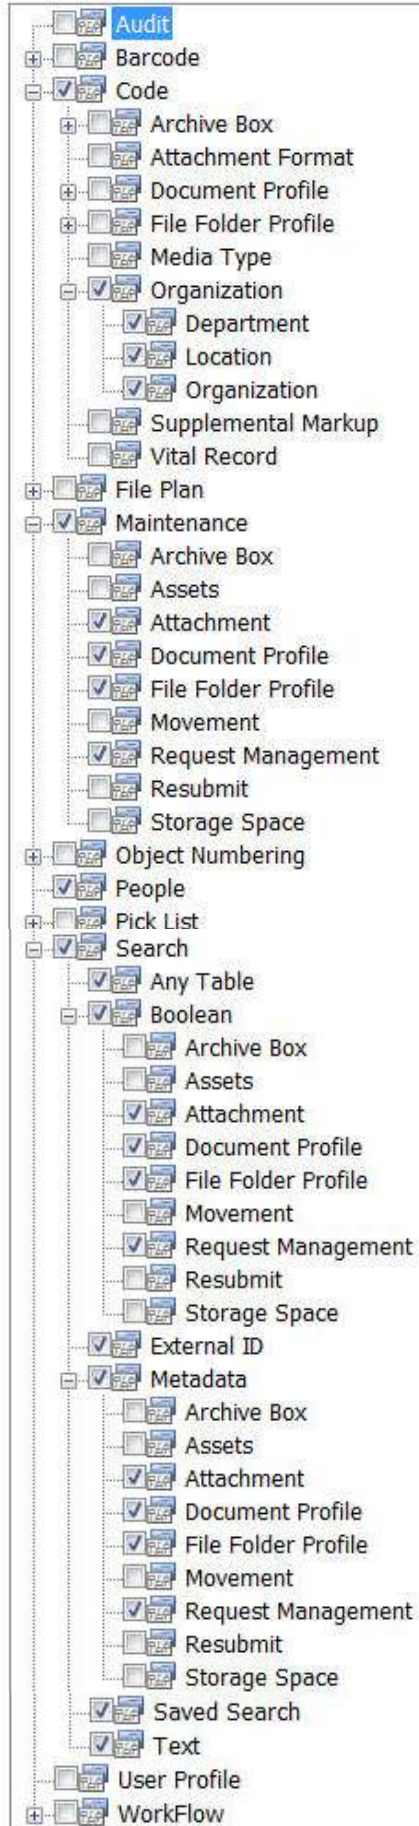 Audit
Barcode
Code
Archive Box
Attachment Format
Document Profile
File Folder Profile
Media Type
Organization
Department
Location
Organization
Supplemental Markup
Vital Record
File Plan
Maintenance
Archive Box
Assets
Attachment
Document Profile
File Folder Profile
Movement
Request Management
Resubmit
Storage Space
Object Numbering
People
Pick List
Search
Any Table
Boolean
Archive Box
Assets
Attachment
Document Profile
File Folder Profile
Movement
Request Management
Resubmit
Storage Space
External ID
Metadata
Archive Box
Assets
Attachment
Document Profile
File Folder Profile
Movement
Request Management
Resubmit
Storage Space
Saved Search
Text
User Profile
WorkFlow